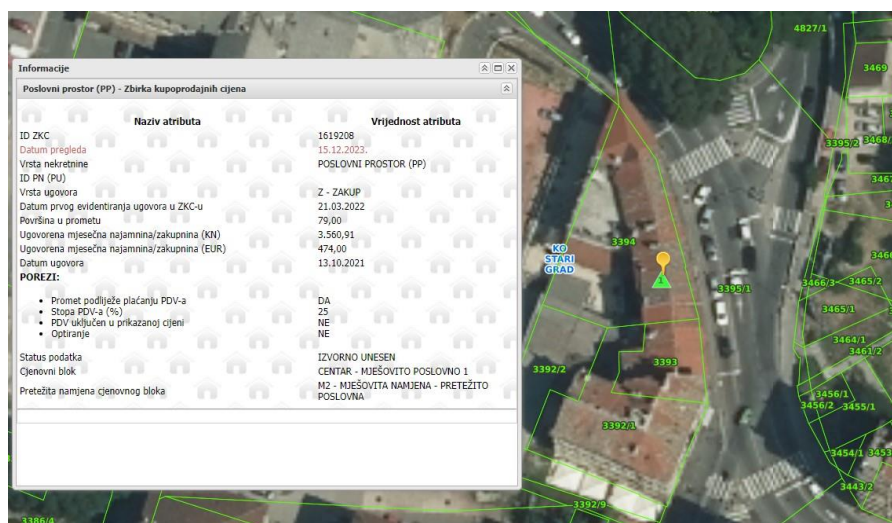 Informacije
Poslovni prostor (PP) - Zbirka kupoprodajnih cijena
Naziv atributa Vrijednost atributa
ID ZKC 1619208
Datum pregleda 15.12.2023.
Vrsta nekretnine POSLOVNI PROSTOR (PP)
ID PN (PU)
Vrsta ugovora Z - ZAKUP
Datum prvog evidentiranja ugovora u ZKC-u 21.03.2022
Površina u prometu 79,00
Ugovorena mjesečna najamnina/zakupnina (KN) 3.560,91
Ugovorena mjesečna najamnina/zakupnina (EUR) 474,00
Datum ugovora 13.10.2021
POREZI:
• Promet podliježe plaćanju PDV-a DA
• Stopa PDV-a (%) 25
• PDV uključen u prikazanoj cijeni NE
• Optiranje NE
Status podatka IZVORNO UNESEN
Cjenovni blok CENTAR - MJEŠOVITO POSLOVNO 1
Pretežita namjena cjenovnog bloka M2 - MJEŠOVITA NAMJENA - PRETEŽITO
POSLOVNA
4827/1
3469
3395/2
3468/
3467
3394
KO
STARI
GRAD
1
3395/1
3466/3
3465/2
3465/1
3464/1
3461/2
3392/2
3393
3456/1
3456/2
3455/1
3392/1
3454/1
3453
3443/2
3392/9
3386/4